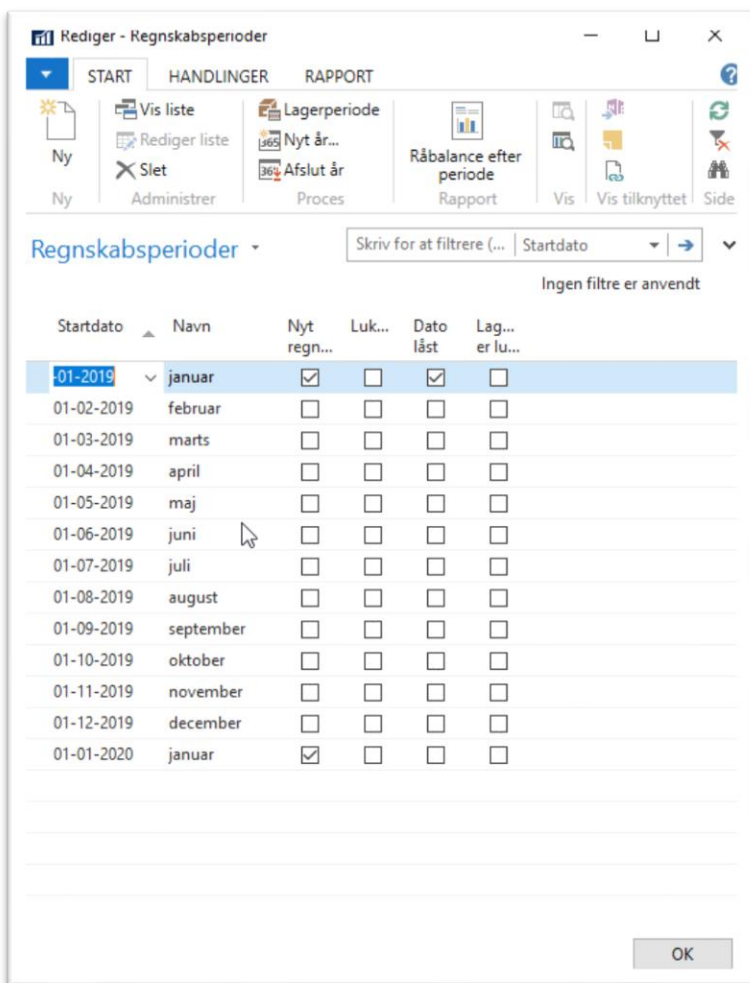 Rediger - Regnskabsperioder
START HANDLINGER RAPPORT
Ny
Vis liste
Rediger liste
Slet
Lagerperiode
365 Nyt år...
364 Afslut år
Råbalance efter
periode
Ny Administrer Proces Rapport Vis Vis tilknyttet Side
Regnskabsperioder
Skriv for at filtrere (... Startdato
Ingen filtre er anvendt
Startdato Navn Nyt regn... Luk... Dato låst Lag... er lu...
-01-2019 januar
01-02-2019 februar
01-03-2019 marts
01-04-2019 april
01-05-2019 maj
01-06-2019 juni
01-07-2019 juli
01-08-2019 august
01-09-2019 september
01-10-2019 oktober
01-11-2019 november
01-12-2019 december
01-01-2020 januar
OK